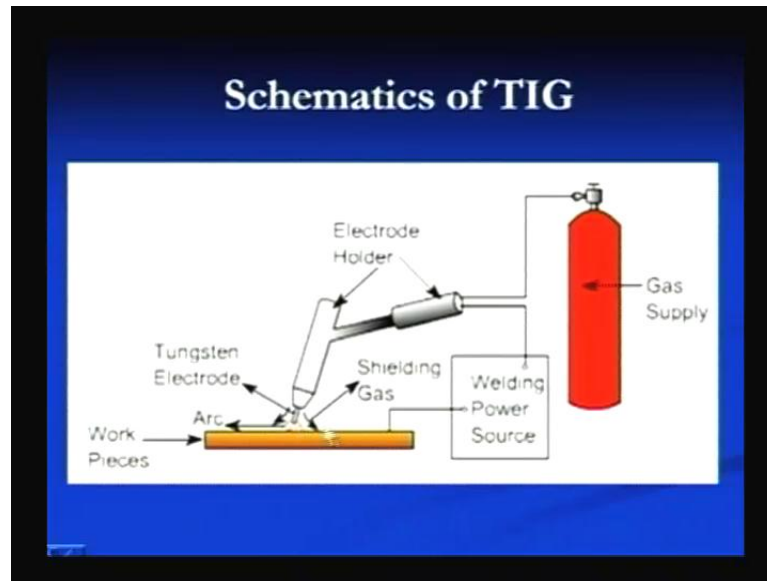 Schematics of TIG
Electrode
Holder
Gas
Supply
Tungsten
Electrode
Shielding
Gas
Welding
Power
Source
Arc
Work
Pieces